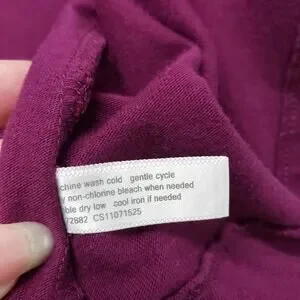 chine wash cold gentle cycle
y non-chlorine bleach when needed
ble dry low cool iron if needed
72882 CS11071525